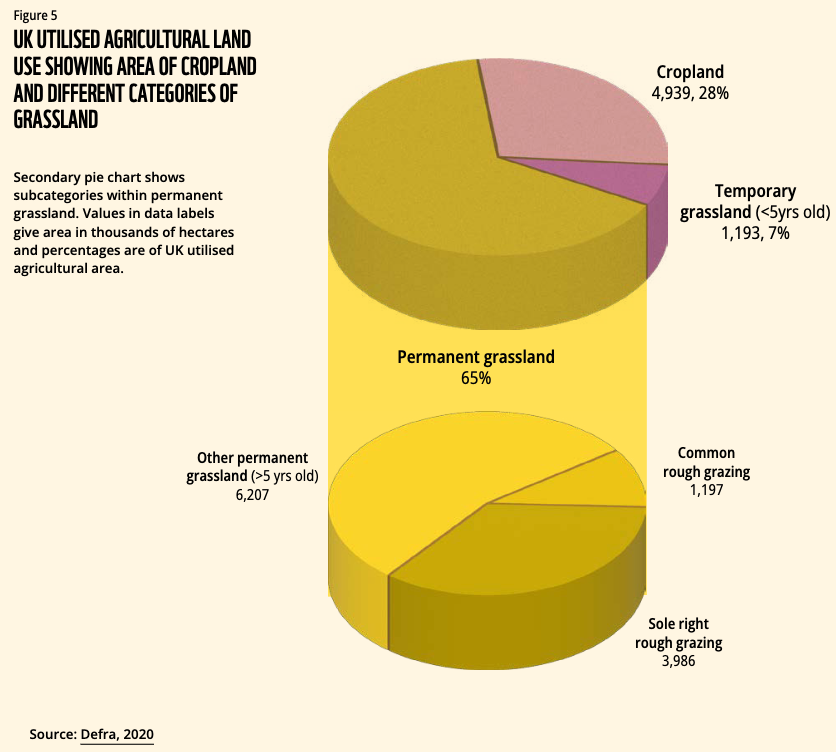 Figure 5
UK UTILISED AGRICULTURAL LAND
USE SHOWING AREA OF CROPLAND
AND DIFFERENT CATEGORIES OF
GRASSLAND
Secondary pie chart shows
subcategories within permanent
grassland. Values in data labels
give area in thousands of hectares
and percentages are of UK utilised
agricultural area.
Cropland
4,939, 28%
Temporary
grassland (<5yrs old)
1,193, 7%
Permanent grassland
65%
Other permanent
grassland (>5 yrs old)
6,207
Common
rough grazing
1,197
Sole right
rough grazing
3,986
Source: Defra, 2020